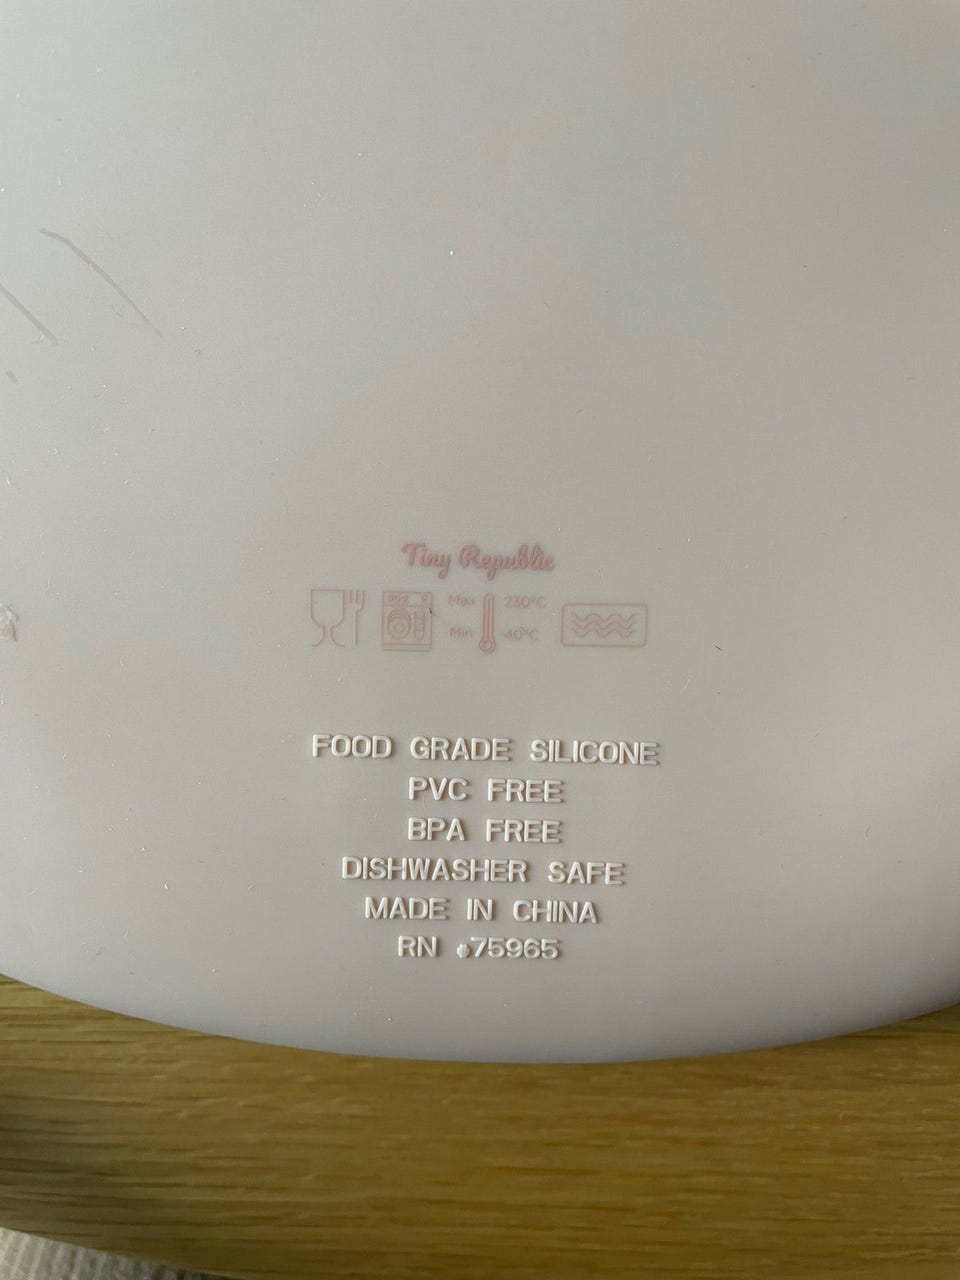 Tiny Republic
Max 230°C
Min 40°C
FOOD GRADE SILICONE
PVC FREE
BPA FREE
DISHWASHER SAFE
MADE IN CHINA
RN #75965